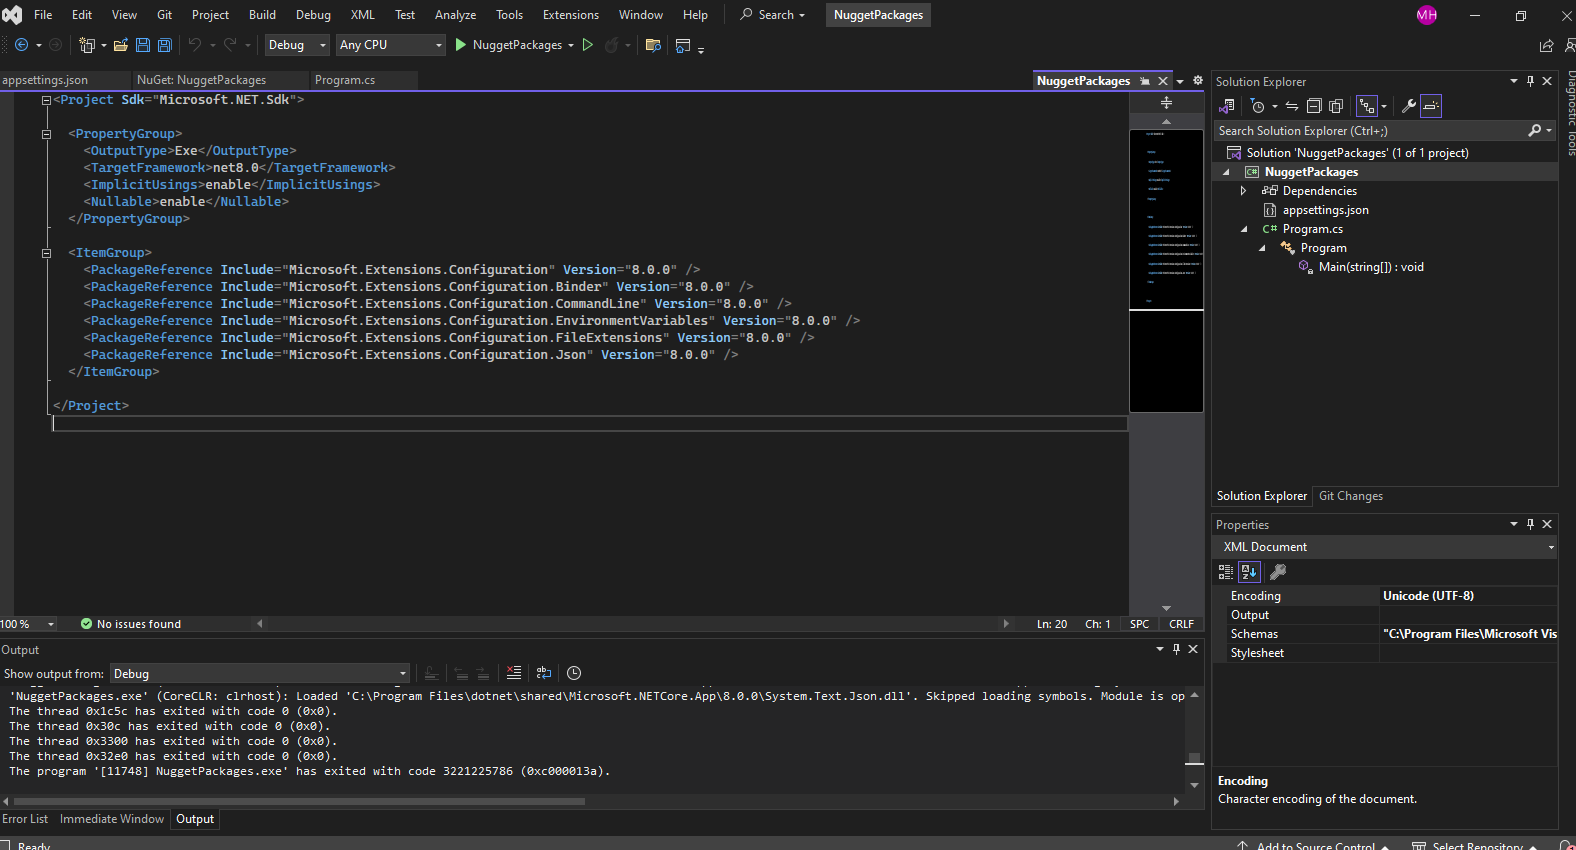 File Edit View Git Project Build Debug XML Test Analyze Tools Extensions Window Help Search NuggetPackages MH
Debug Any CPU NuggetPackages
appsettings.json NuGet: NuggetPackages Program.cs NuggetPackages
<Project Sdk="Microsoft.NET.Sdk">
<PropertyGroup>
<OutputType>Exe</OutputType>
<TargetFramework>net8.0</TargetFramework>
<ImplicitUsings>enable</ImplicitUsings>
<Nullable>enable</Nullable>
</PropertyGroup>
<ItemGroup>
<PackageReference Include="Microsoft.Extensions.Configuration" Version="8.0.0" />
<PackageReference Include="Microsoft.Extensions.Configuration.Binder" Version="8.0.0" />
<PackageReference Include="Microsoft.Extensions.Configuration.CommandLine" Version="8.0.0" />
<PackageReference Include="Microsoft.Extensions.Configuration.EnvironmentVariables" Version="8.0.0" />
<PackageReference Include="Microsoft.Extensions.Configuration.FileExtensions" Version="8.0.0" />
<PackageReference Include="Microsoft.Extensions.Configuration.Json" Version="8.0.0" />
</ItemGroup>
</Project>
100 % No issues found Ln: 20 Ch: 1 SPC CRLF
Output
Show output from: Debug
'NuggetPackages.exe' (CoreCLR: clrhost): Loaded 'C:\Program Files\dotnet\shared\Microsoft.NETCore.App\8.0.0\System.Text.Json.dll'. Skipped loading symbols. Module is op
The thread 0x1c5c has exited with code 0 (0x0).
The thread 0x30c has exited with code 0 (0x0).
The thread 0x3300 has exited with code 0 (0x0).
The thread 0x32e0 has exited with code 0 (0x0).
The program '[11748] NuggetPackages.exe' has exited with code 3221225786 (0xc000013a).
Error List Immediate Window Output
Ready
Solution Explorer
Search Solution Explorer (Ctrl+;)
Solution 'NuggetPackages' (1 of 1 project)
C# NuggetPackages
Dependencies
appsettings.json
C# Program.cs
Program
Main(string[]) : void
Solution Explorer Git Changes
Properties
XML Document
Encoding Unicode (UTF-8)
Output
Schemas "C:\Program Files\Microsoft Vis
Stylesheet
Encoding
Character encoding of the document.
Add to Source Control Select Repository
Diagnostic Tools